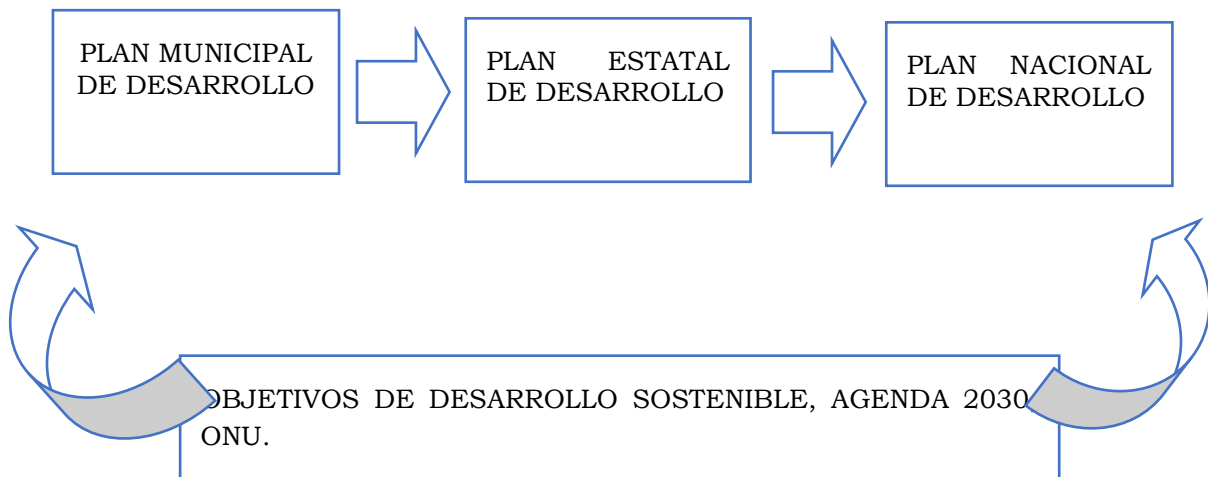 PLAN MUNICIPAL
DE DESARROLLO
PLAN ESTATAL
DE DESARROLLO
PLAN NACIONAL
DE DESARROLLO
OBJETIVOS DE DESARROLLO SOSTENIBLE, AGENDA 2030,
ONU.